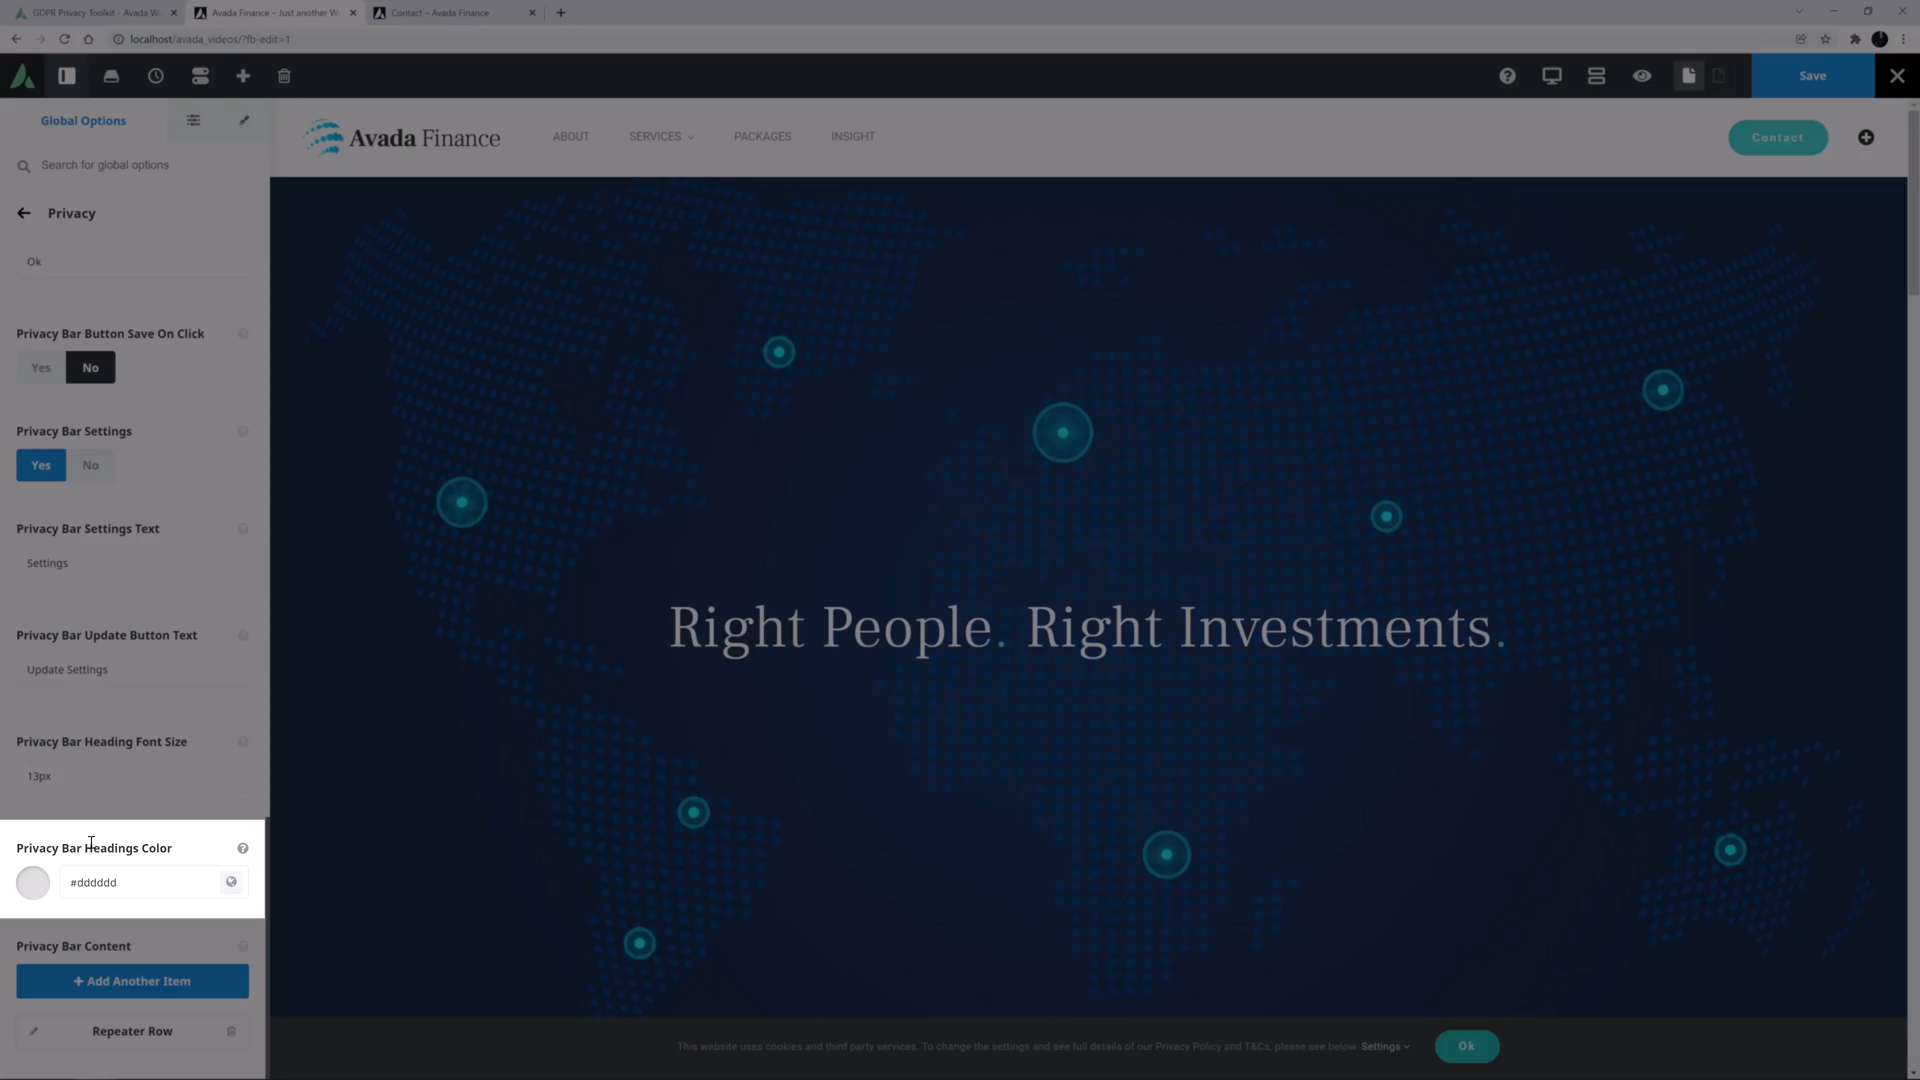 GDPR Privacy Toolkit - Avada W
Avada Finance – Just another W
Contact – Avada Finance
localhost/avada_videos/?fb-edit=1
Save
Global Options
Search for global options
Privacy
Ok
Privacy Bar Button Save On Click
Yes No
Privacy Bar Settings
Yes No
Privacy Bar Settings Text
Settings
Privacy Bar Update Button Text
Update Settings
Privacy Bar Heading Font Size
13px
Privacy Bar Headings Color
#dddddd
Privacy Bar Content
+ Add Another Item
Repeater Row
Avada Finance
ABOUT SERVICES PACKAGES INSIGHT
Contact
Right People. Right Investments.
This website uses cookies and third party services. To change the settings and see full details of our Privacy Policy and T&Cs, please see below. Settings
Ok